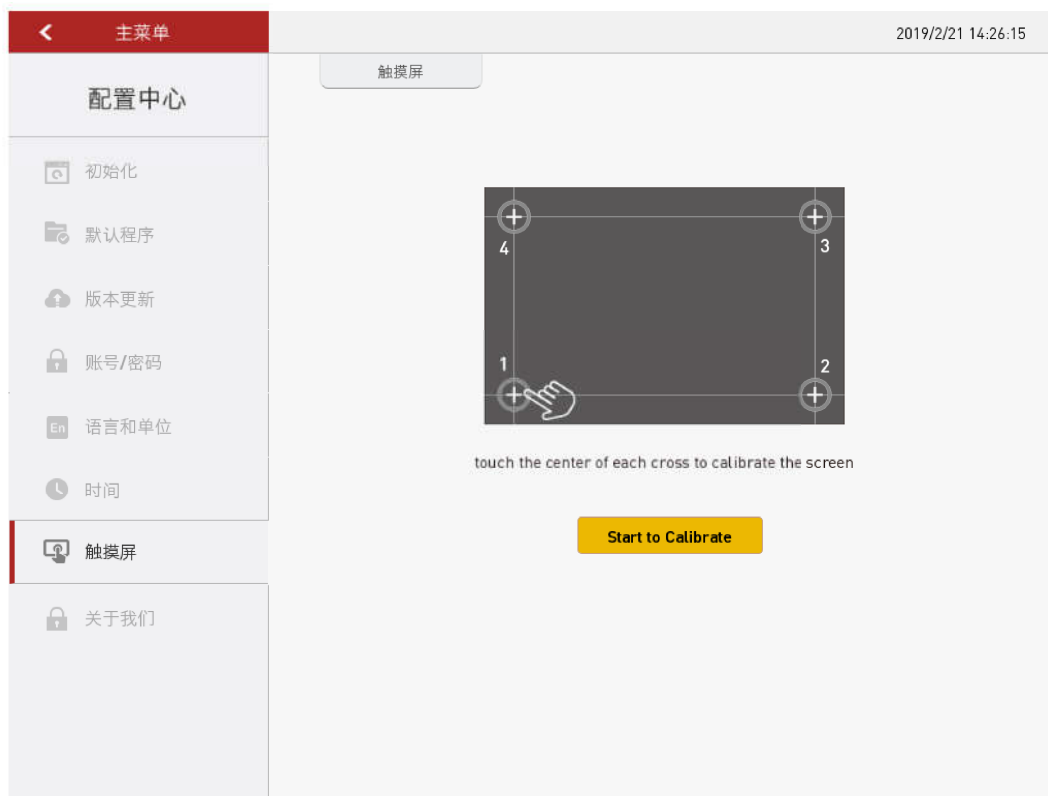 主菜单
2019/2/21 14:26:15
配置中心
触摸屏
初始化
默认程序
版本更新
账号/密码
En 语言和单位
时间
触摸屏
关于我们
4
3
1
2
touch the center of each cross to calibrate the screen
Start to Calibrate